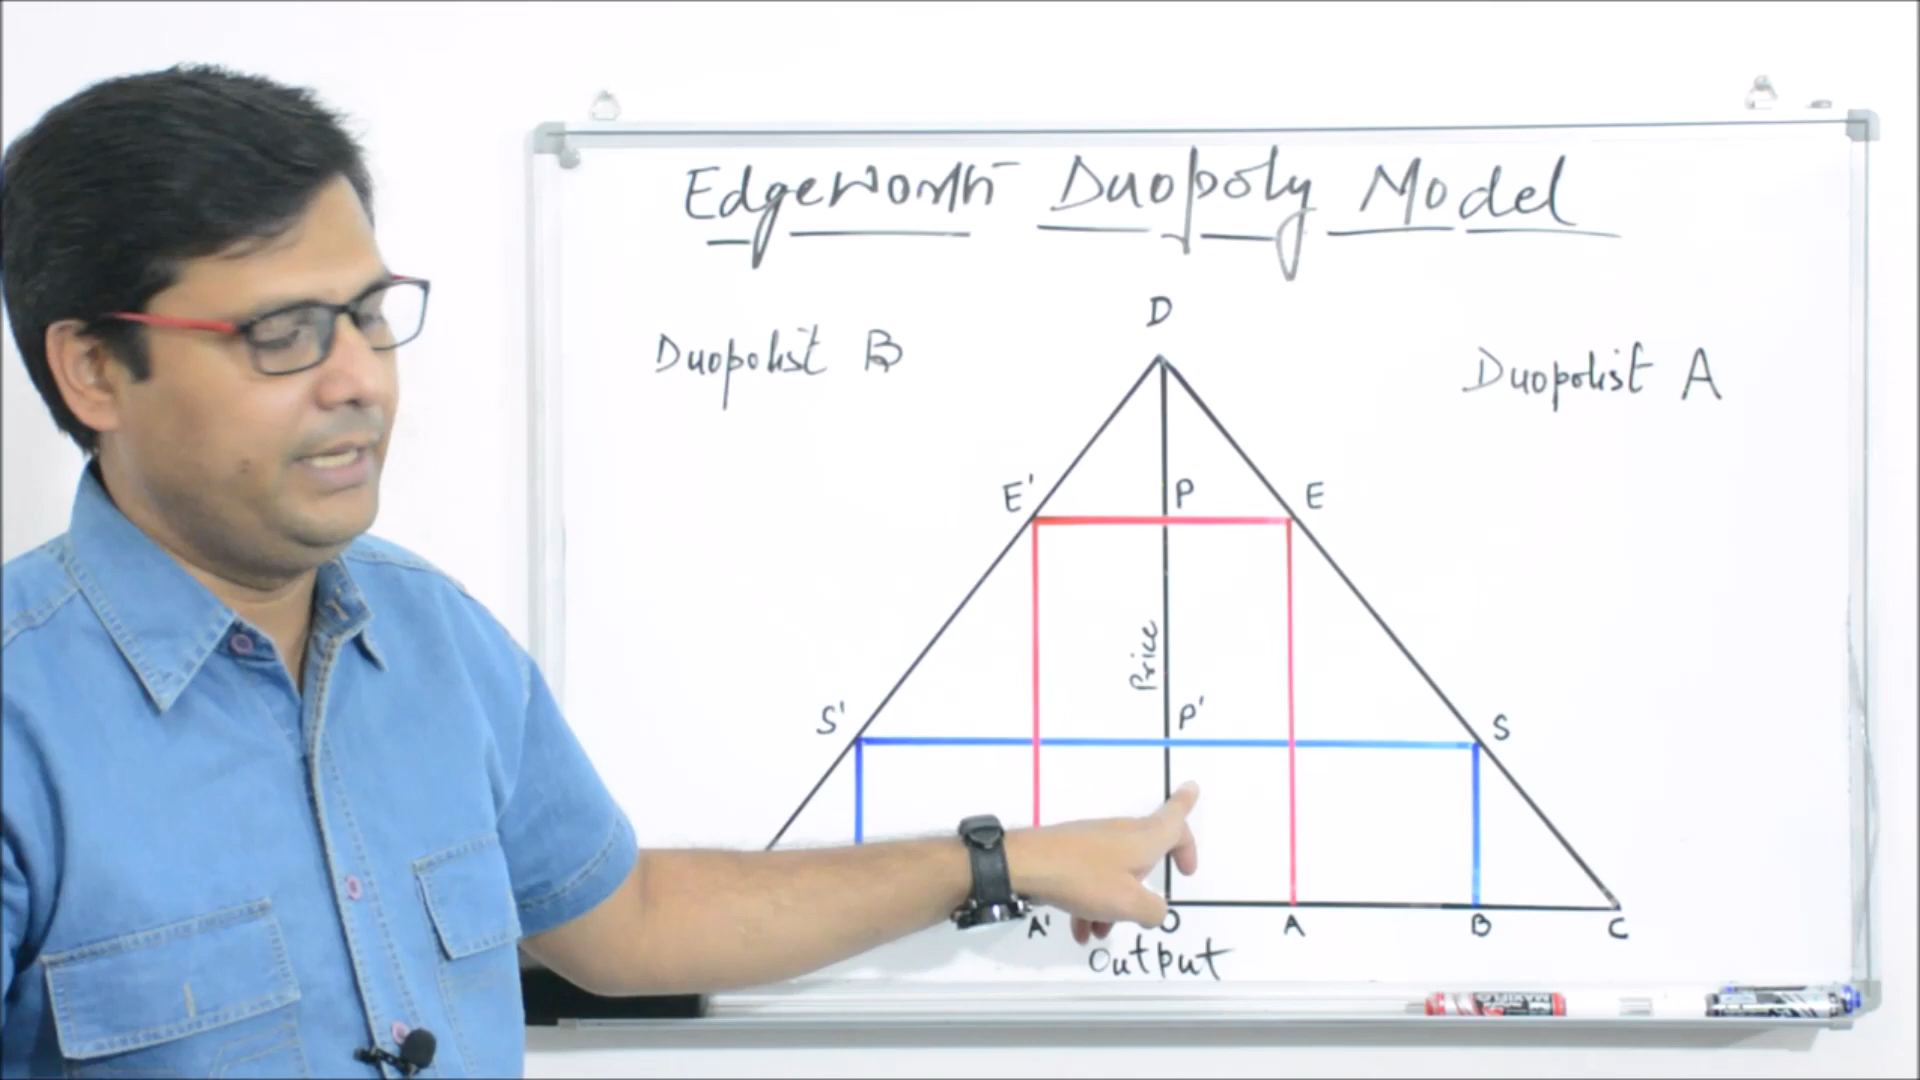 Edgeworth Duopoly Model
D
Duopolist B
Duopolist A
E' P E
Price
S' P' S
A' O A B C
Output